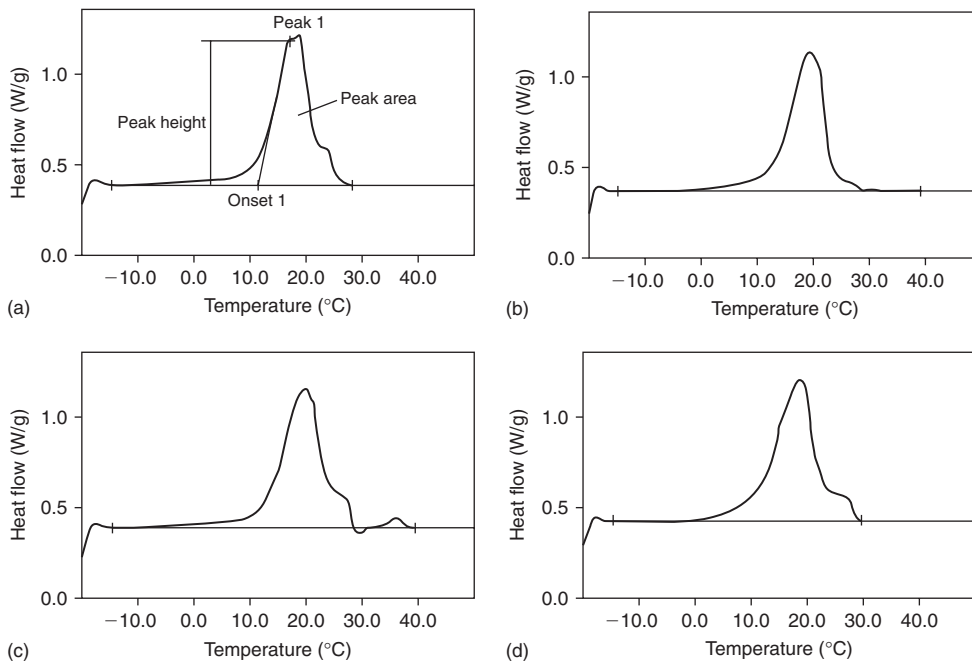 Peak 1
1.0
Peak area
Peak height
0.5
Onset 1
0.0
−10.0 0.0 10.0 20.0 30.0 40.0
Temperature (°C)
Heat flow (W/g)
(a)
1.0
0.5
0.0
−10.0 0.0 10.0 20.0 30.0 40.0
Temperature (°C)
Heat flow (W/g)
(b)
1.0
0.5
0.0
−10.0 0.0 10.0 20.0 30.0 40.0
Temperature (°C)
Heat flow (W/g)
(c)
1.0
0.5
0.0
−10.0 0.0 10.0 20.0 30.0 40.0
Temperature (°C)
Heat flow (W/g)
(d)